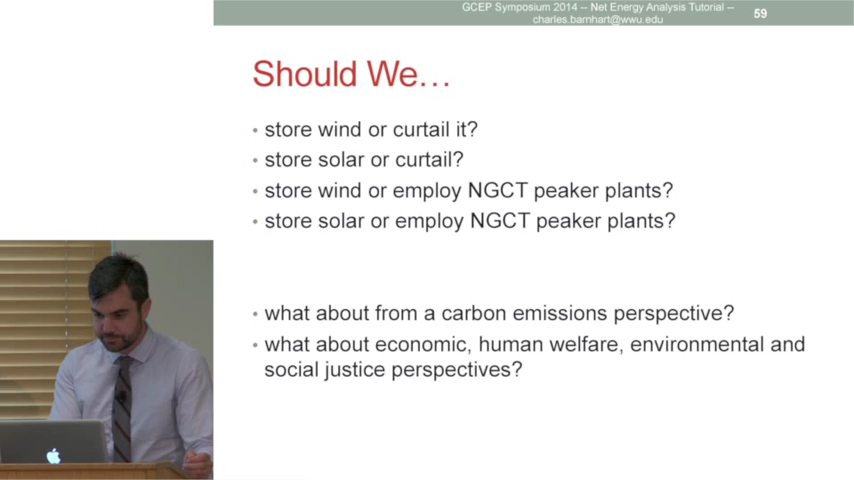 GCEP Symposium 2014 -- Net Energy Analysis Tutorial --
charles.barnhart@wwu.edu
59
Should We…
• store wind or curtail it?
• store solar or curtail?
• store wind or employ NGCT peaker plants?
• store solar or employ NGCT peaker plants?
• what about from a carbon emissions perspective?
• what about economic, human welfare, environmental and
social justice perspectives?